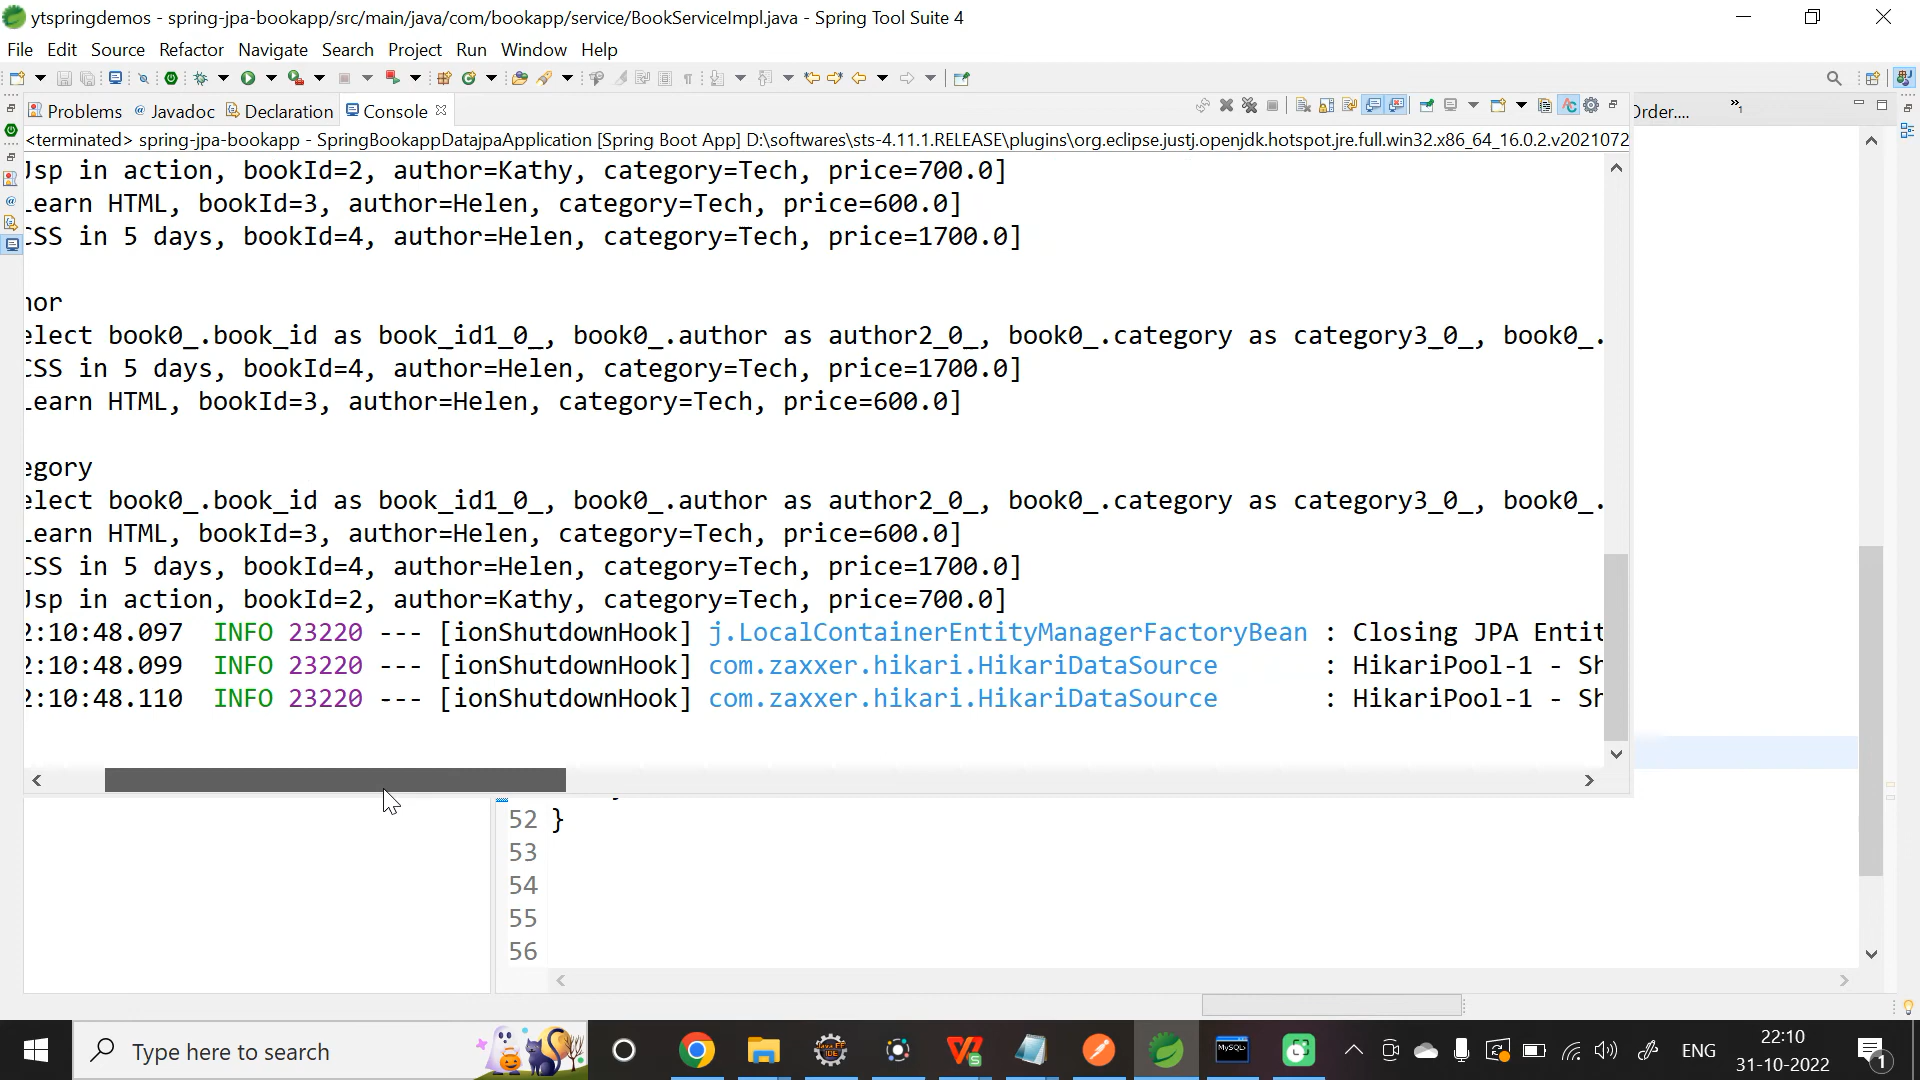 ytspringdemos - spring-jpa-bookapp/src/main/java/com/bookapp/service/BookServiceImpl.java - Spring Tool Suite 4
File Edit Source Refactor Navigate Search Project Run Window Help
Problems @ Javadoc Declaration Console Order....
<terminated> spring-jpa-bookapp - SpringBookappDatajpaApplication [Spring Boot App] D:\softwares\sts-4.11.1.RELEASE\plugins\org.eclipse.justj.openjdk.hotspot.jre.full.win32.x86_64_16.0.2.v2021072
Jsp in action, bookId=2, author=Kathy, category=Tech, price=700.0]
Learn HTML, bookId=3, author=Helen, category=Tech, price=600.0]
CSS in 5 days, bookId=4, author=Helen, category=Tech, price=1700.0]
hor
elect book0_.book_id as book_id1_0_, book0_.author as author2_0_, book0_.category as category3_0_, book0_.
CSS in 5 days, bookId=4, author=Helen, category=Tech, price=1700.0]
Learn HTML, bookId=3, author=Helen, category=Tech, price=600.0]
egory
elect book0_.book_id as book_id1_0_, book0_.author as author2_0_, book0_.category as category3_0_, book0_.
Learn HTML, bookId=3, author=Helen, category=Tech, price=600.0]
CSS in 5 days, bookId=4, author=Helen, category=Tech, price=1700.0]
Jsp in action, bookId=2, author=Kathy, category=Tech, price=700.0]
2:10:48.097 INFO 23220 --- [ionShutdownHook] j.LocalContainerEntityManagerFactoryBean : Closing JPA Entit
2:10:48.099 INFO 23220 --- [ionShutdownHook] com.zaxxer.hikari.HikariDataSource : HikariPool-1 - Sh
2:10:48.110 INFO 23220 --- [ionShutdownHook] com.zaxxer.hikari.HikariDataSource : HikariPool-1 - Sh
52 }
53
54
55
56
Type here to search
MySQL
ENG
22:10
31-10-2022
1